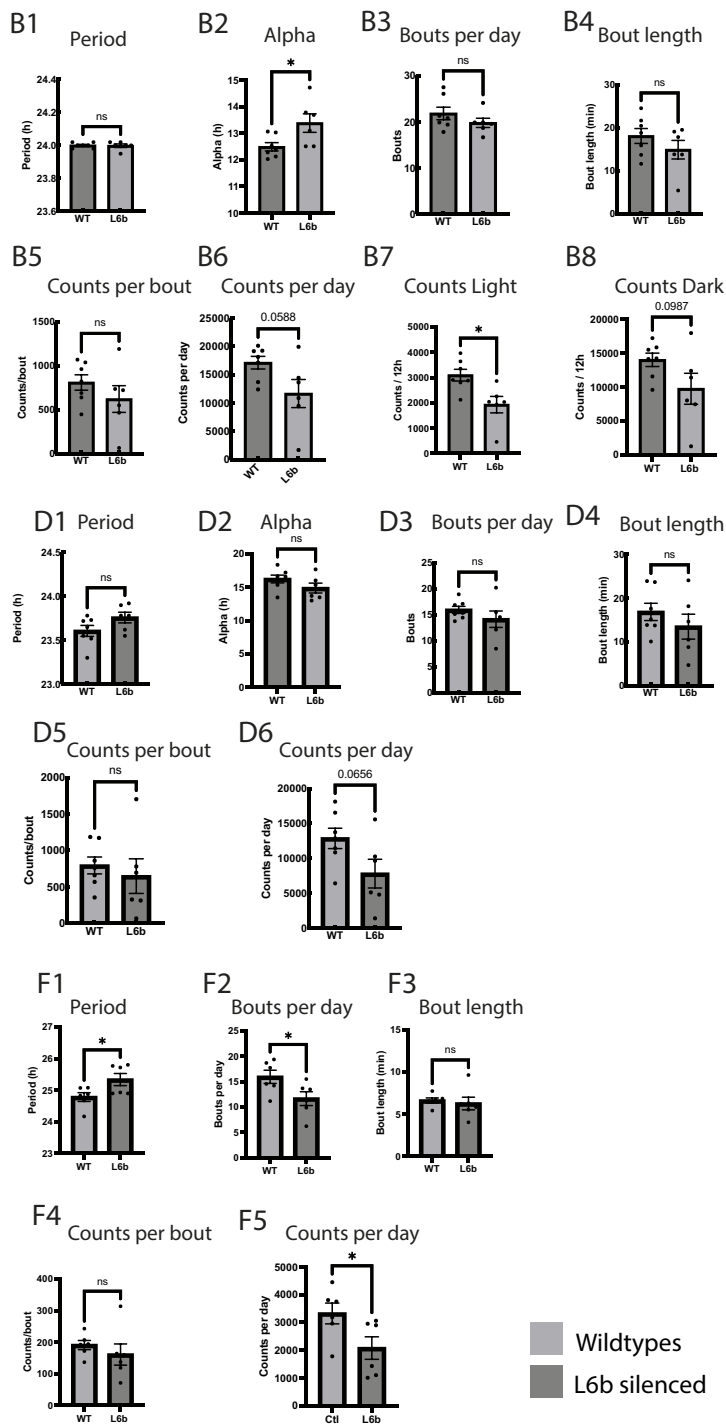 B1 Period
Period (h)
24.4
24.2
24.0
23.8
23.6
ns
WT L6b
B2 Alpha
Alpha (h)
15
14
13
12
11
10
*
WT L6b
B3 Bouts per day
Bouts
30
20
10
0
ns
WT L6b
B4 Bout length
Bout length (min)
30
20
10
0
ns
WT L6b
B5 Counts per bout
Counts/bout
1500
1000
500
0
ns
WT L6b
B6 Counts per day
Counts per day
25000
20000
15000
10000
5000
0
0.0588
WT L6b
B7 Counts Light
Counts / 12h
5000
4000
3000
2000
1000
0
*
WT L6b
B8 Counts Dark
Counts / 12h
20000
15000
10000
5000
0
0.0987
WT L6b
D1 Period
Period (h)
24.5
24.0
23.5
23.0
ns
WT L6b
D2 Alpha
Alpha (h)
20
15
10
5
0
ns
WT L6b
D3 Bouts per day
Bouts
25
20
15
10
5
0
ns
WT L6b
D4 Bout length
Bout length (min)
30
20
10
0
ns
WT L6b
D5 Counts per bout
Counts/bout
2000
1500
1000
500
0
ns
WT L6b
D6 Counts per day
Counts per day
20000
15000
10000
5000
0
0.0656
WT L6b
F1 Period
Period (h)
27
26
25
24
23
*
WT L6b
F2 Bouts per day
Bouts per day
25
20
15
10
5
0
*
WT L6b
F3 Bout length
Bout length (min)
15
10
5
0
ns
WT L6b
F4 Counts per bout
Counts/bout
400
300
200
100
0
ns
WT L6b
F5 Counts per day
Counts per day
5000
4000
3000
2000
1000
0
*
Ctl L6b
Wildtypes
L6b silenced